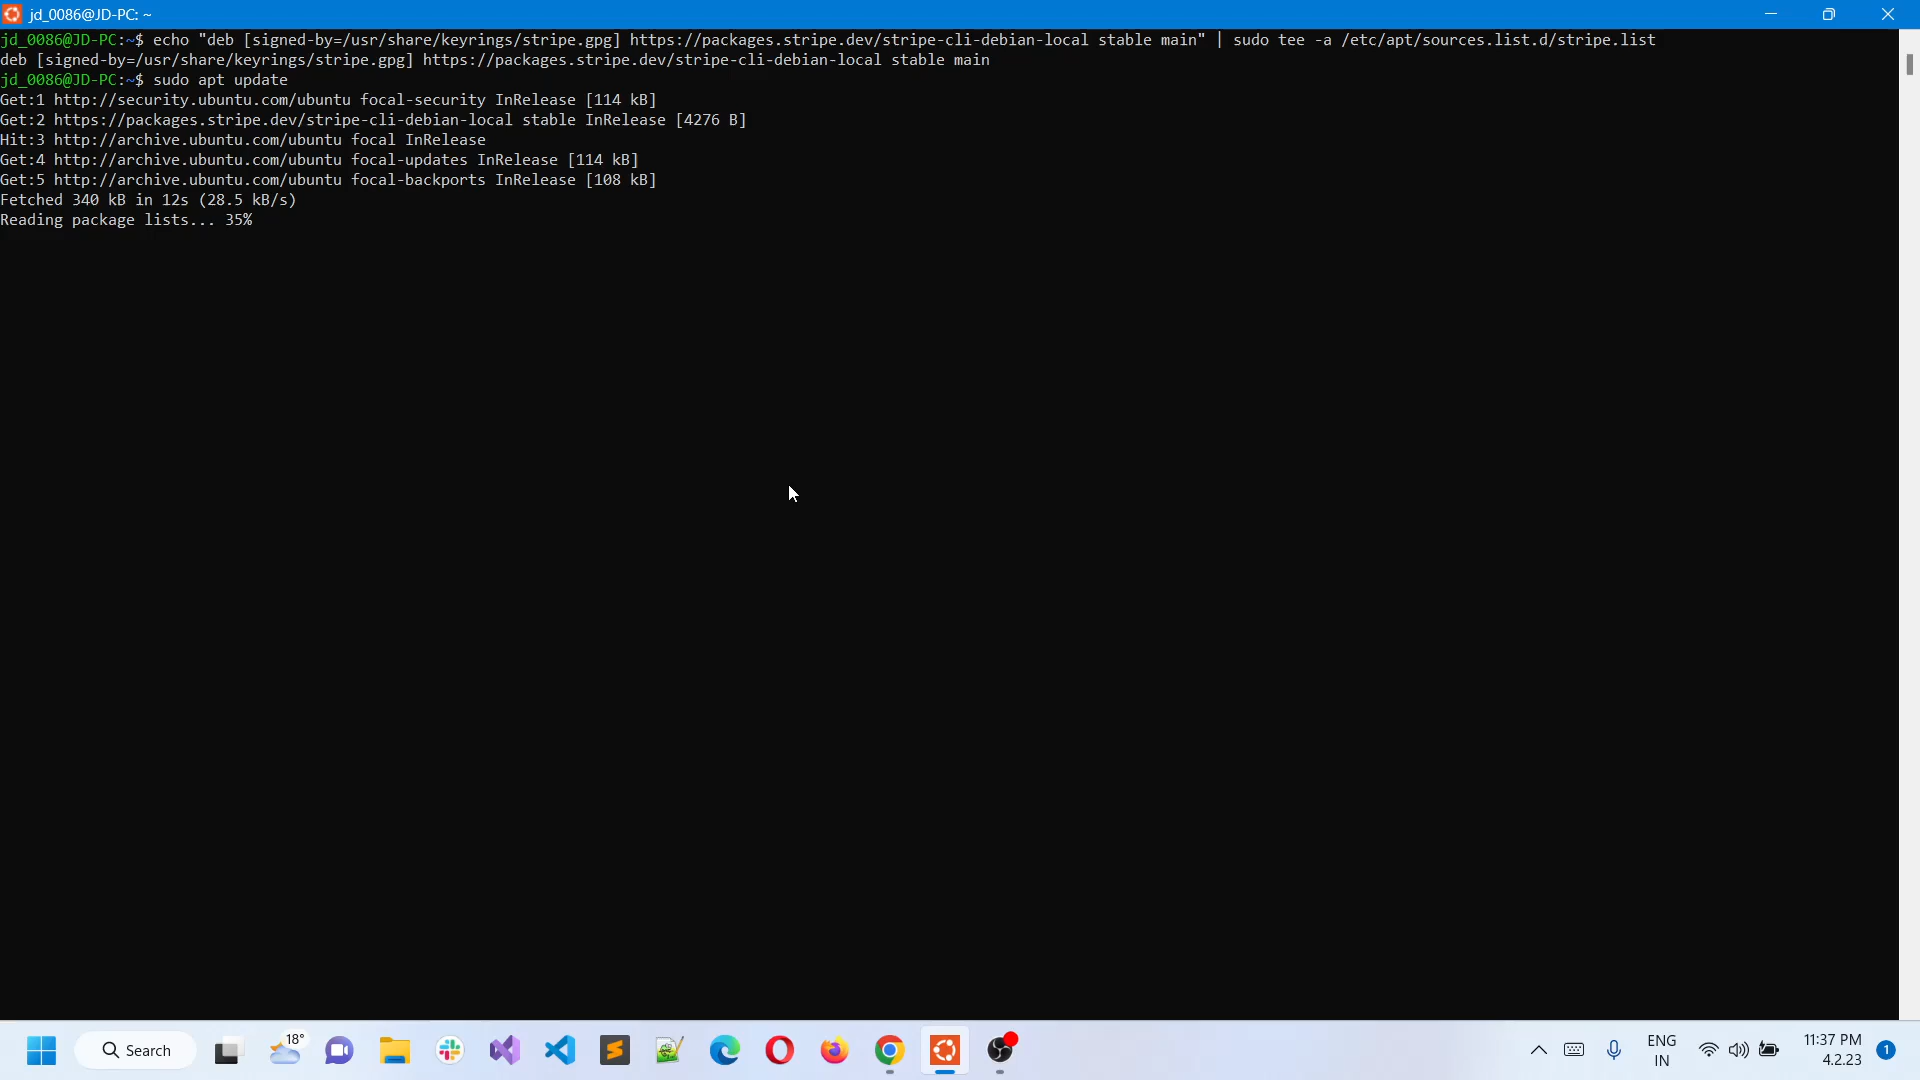 jd_0086@JD-PC: ~
jd_0086@JD-PC:~$ echo "deb [signed-by=/usr/share/keyrings/stripe.gpg] https://packages.stripe.dev/stripe-cli-debian-local stable main" | sudo tee -a /etc/apt/sources.list.d/stripe.list
deb [signed-by=/usr/share/keyrings/stripe.gpg] https://packages.stripe.dev/stripe-cli-debian-local stable main
jd_0086@JD-PC:~$ sudo apt update
Get:1 http://security.ubuntu.com/ubuntu focal-security InRelease [114 kB]
Get:2 https://packages.stripe.dev/stripe-cli-debian-local stable InRelease [4276 B]
Hit:3 http://archive.ubuntu.com/ubuntu focal InRelease
Get:4 http://archive.ubuntu.com/ubuntu focal-updates InRelease [114 kB]
Get:5 http://archive.ubuntu.com/ubuntu focal-backports InRelease [108 kB]
Fetched 340 kB in 12s (28.5 kB/s)
Reading package lists... 35%
Search
18°
ENG
IN
11:37 PM
4.2.23
1